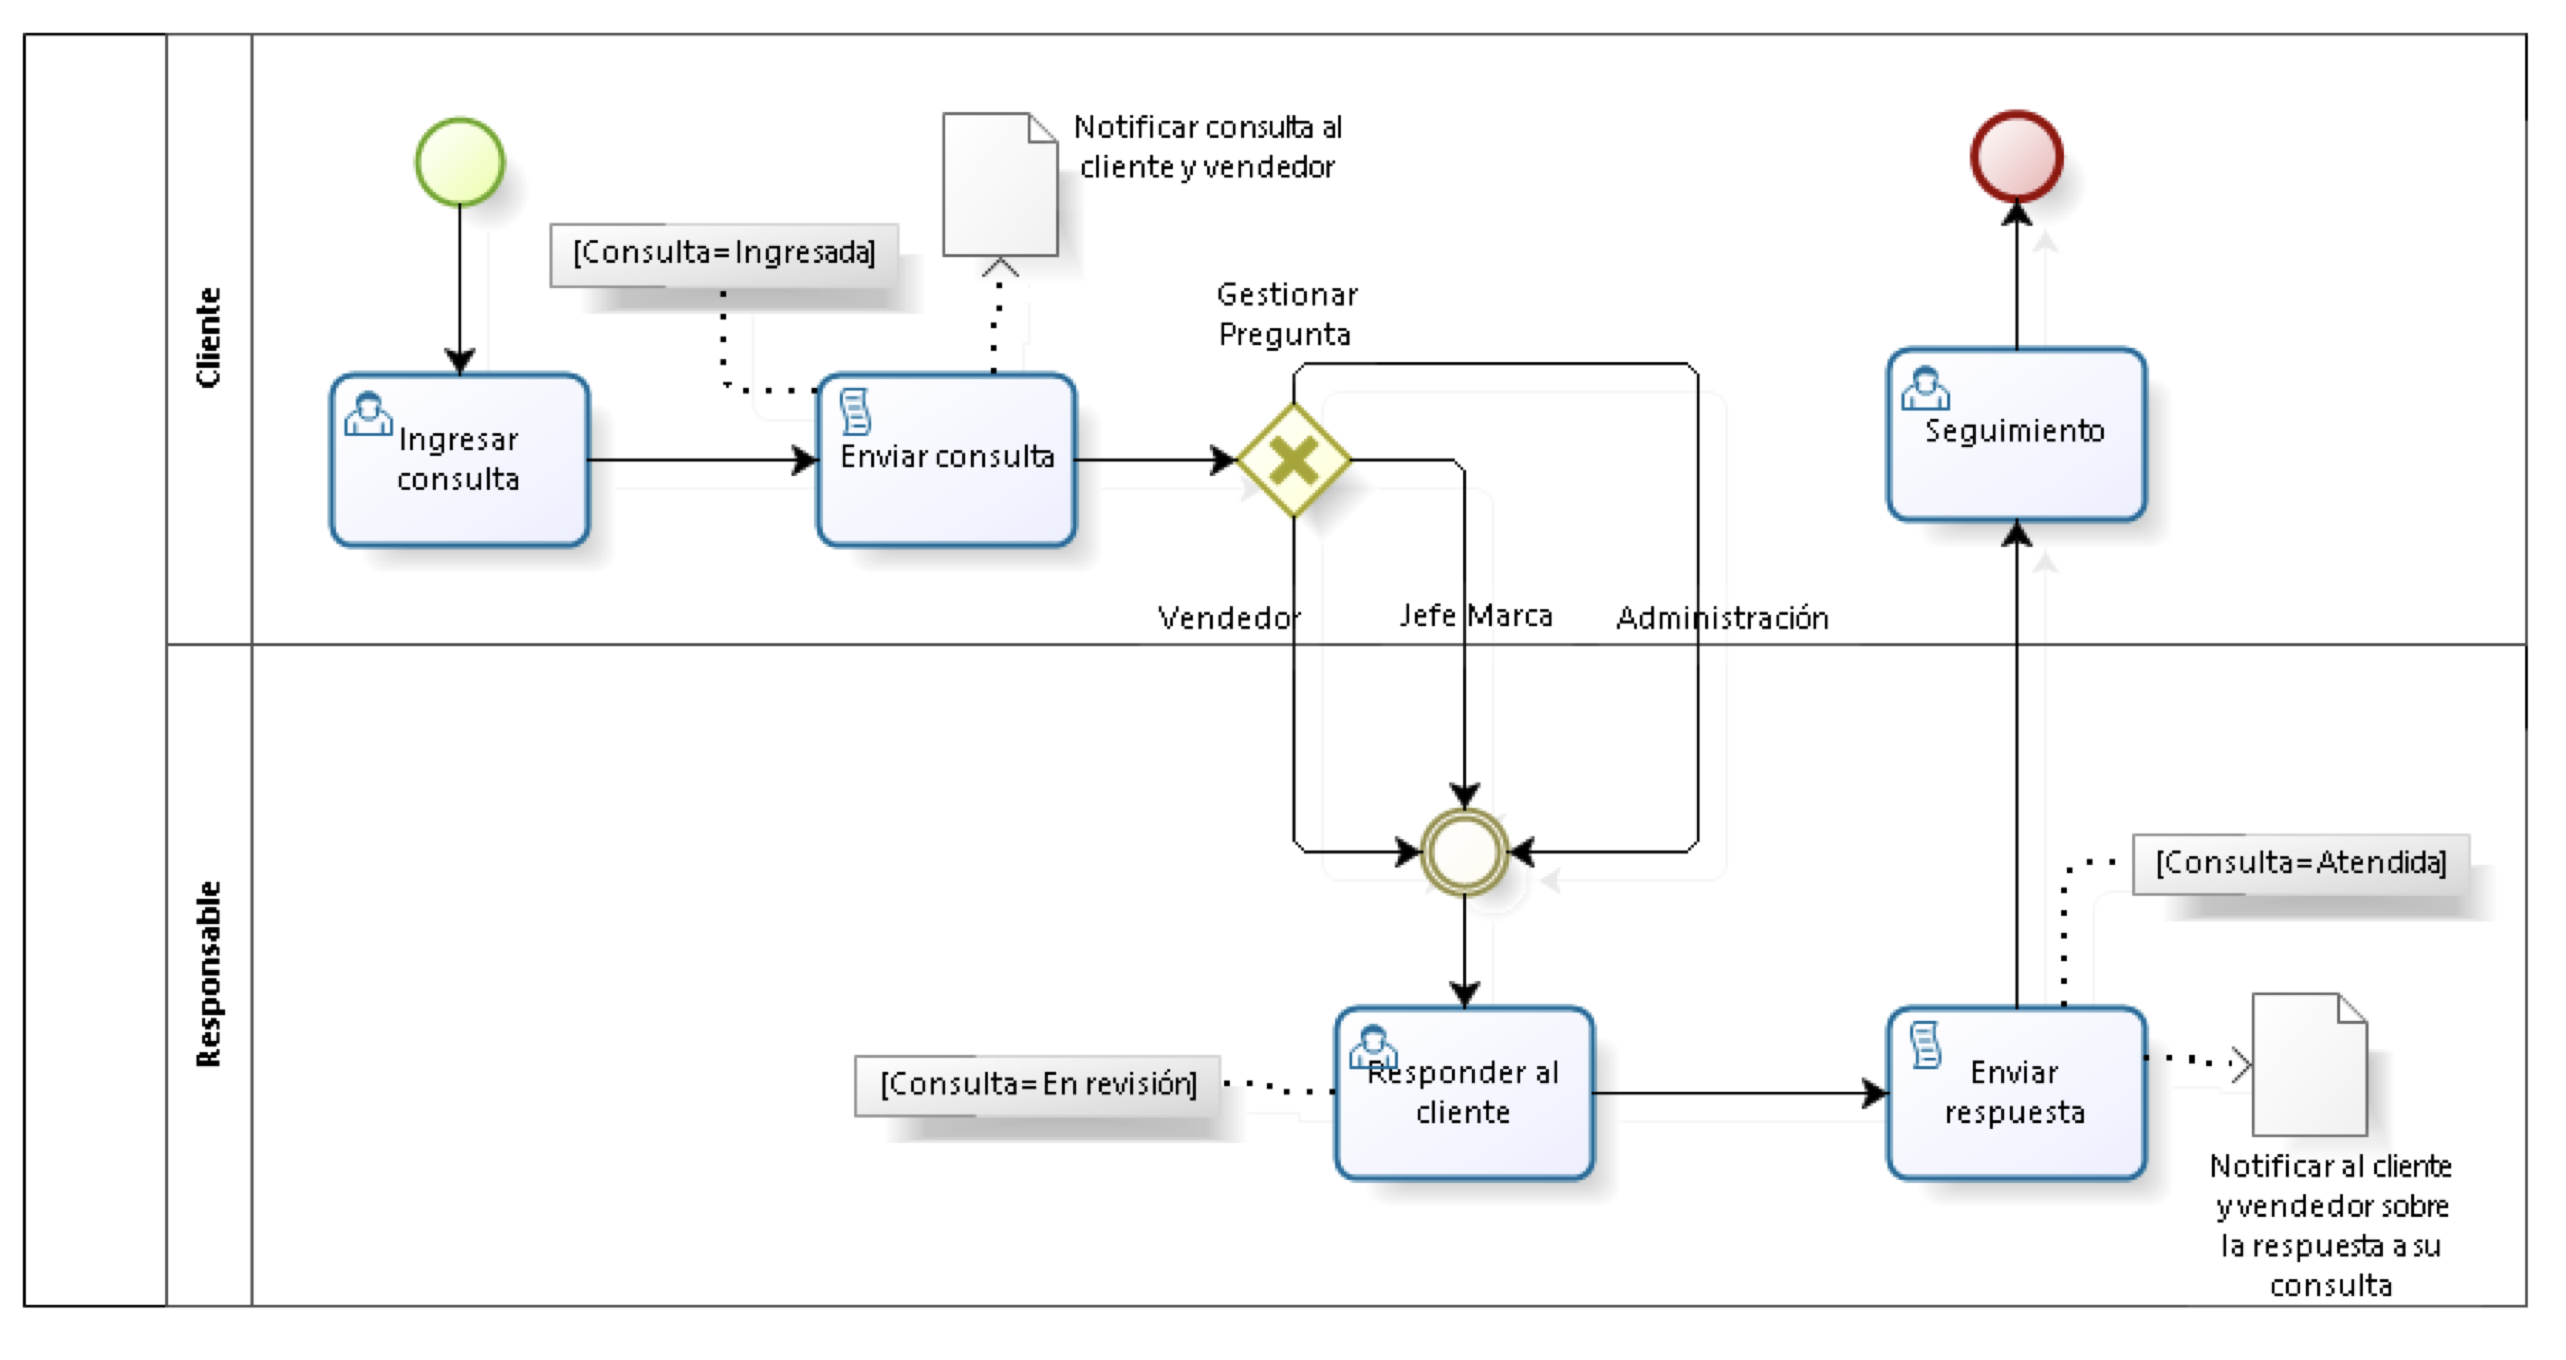 Cliente
Notificar consulta al
cliente y vendedor
[Consulta=Ingresada]
Gestionar
Pregunta
Ingresar
consulta
Enviar consulta
Seguimiento
Vendedor
Jefe Marca
Administración
Responsable
[Consulta=Atendida]
[Consulta=En revisión]
Responder al
cliente
Enviar
respuesta
Notificar al cliente
y vendedor sobre
la respuesta a su
consulta